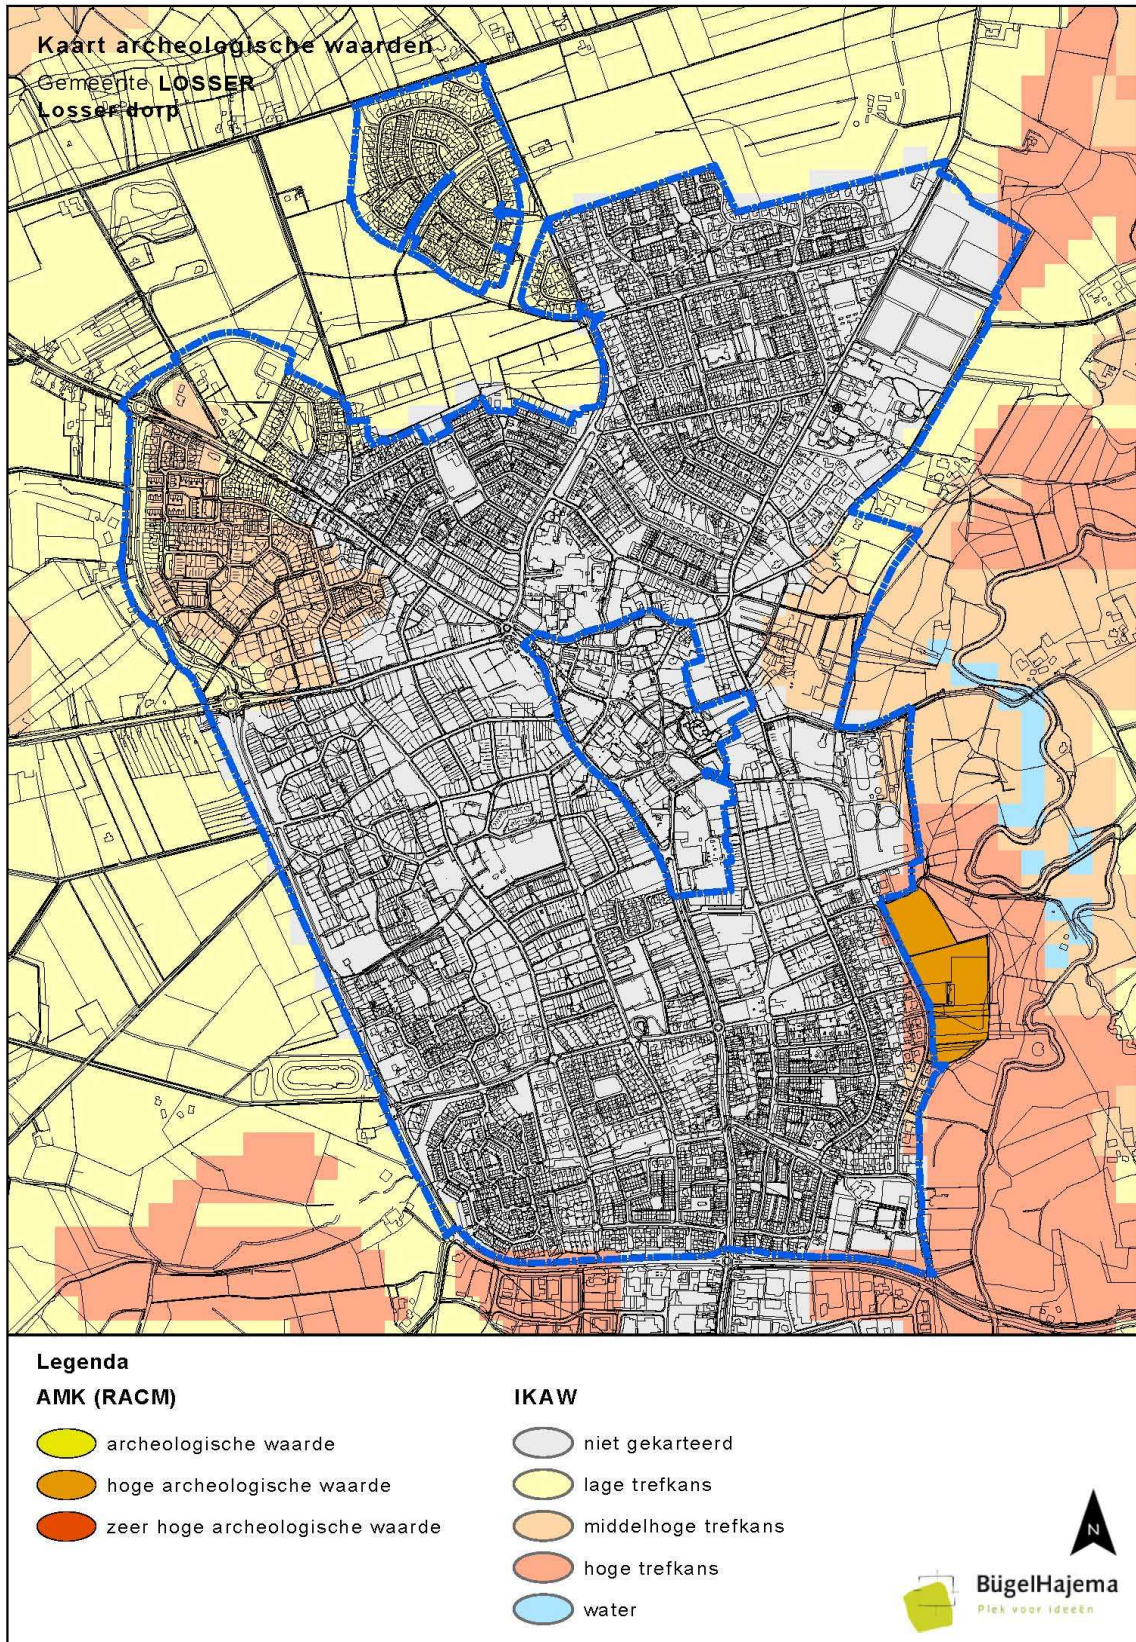 Kaart archeologische waarden
Gemeente LOSSER
Losser dorp
Legenda
AMK (RACM)
archeologische waarde
hoge archeologische waarde
zeer hoge archeologische waarde
IKAW
niet gekarteerd
lage trefkans
middelhoge trefkans
hoge trefkans
water
N
BügelHajema
Plek voor ideeën